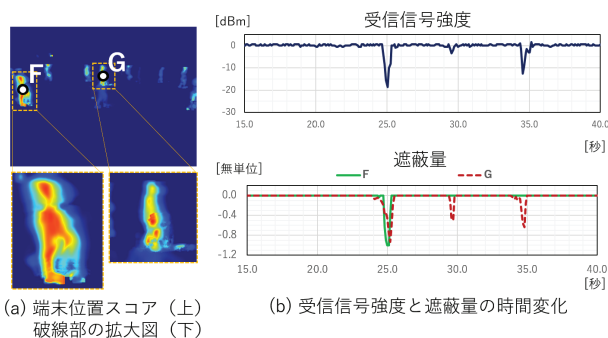 F
G
(a) 端末位置スコア（上）
破線部の拡大図（下）
[dBm]
受信信号強度
0
-10
-20
-30
15.0 20.0 25.0 30.0 35.0 40.0
[秒]
[無単位]
遮蔽量
F G
0.0
-0.4
-0.8
-1.2
15.0 20.0 25.0 30.0 35.0 40.0
[秒]
(b) 受信信号強度と遮蔽量の時間変化